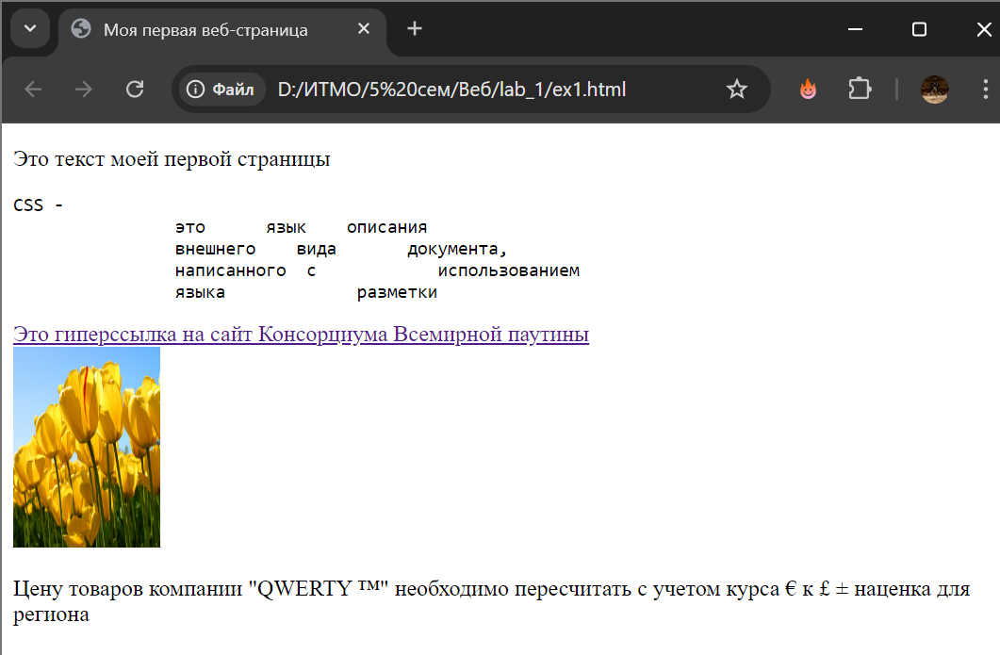 Моя первая веб-страница
Файл D:/ИТМО/5%20сем/Веб/lab_1/ex1.html
Это текст моей первой страницы
CSS -
это      язык    описания
внешнего    вида       документа,
написанного  с            использованием
языка             разметки
Это гиперссылка на сайт Консорциума Всемирной паутины
Цену товаров компании "QWERTY ™" необходимо пересчитать с учетом курса € к £ ± наценка для
региона